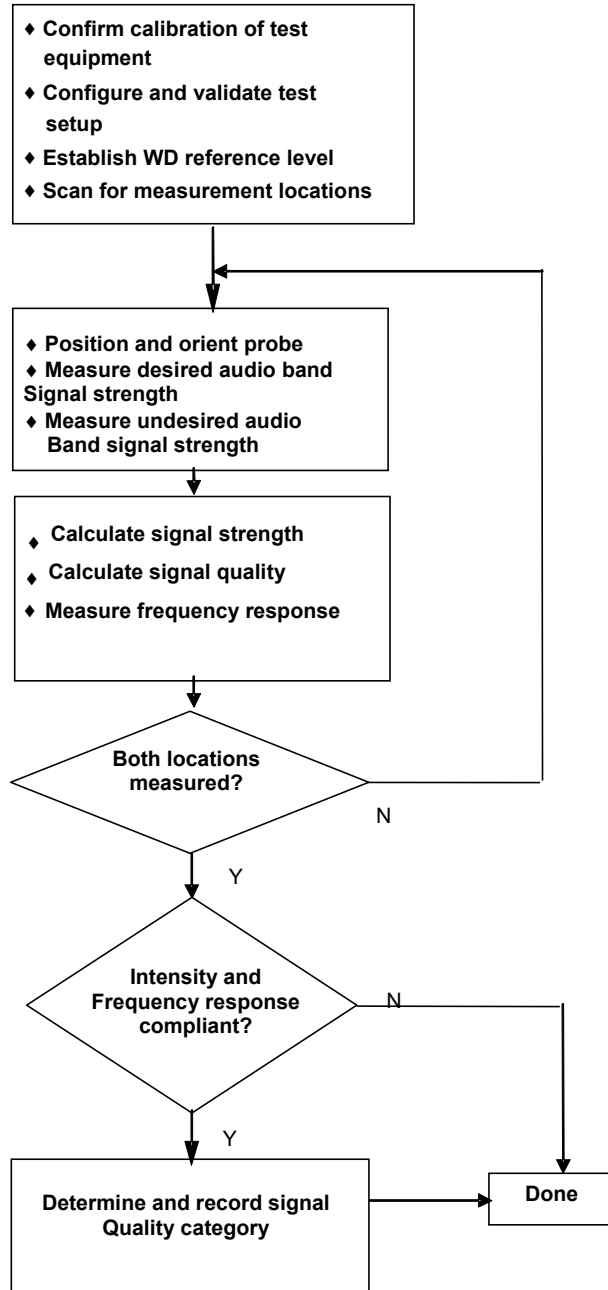 ♦ Confirm calibration of test
equipment
♦ Configure and validate test
setup
♦ Establish WD reference level
♦ Scan for measurement locations
♦ Position and orient probe
♦ Measure desired audio band
Signal strength
♦ Measure undesired audio
Band signal strength
♦ Calculate signal strength
♦ Calculate signal quality
♦ Measure frequency response
Both locations
measured?
N
Y
Intensity and
Frequency response
compliant?
N
Y
Determine and record signal
Quality category
Done